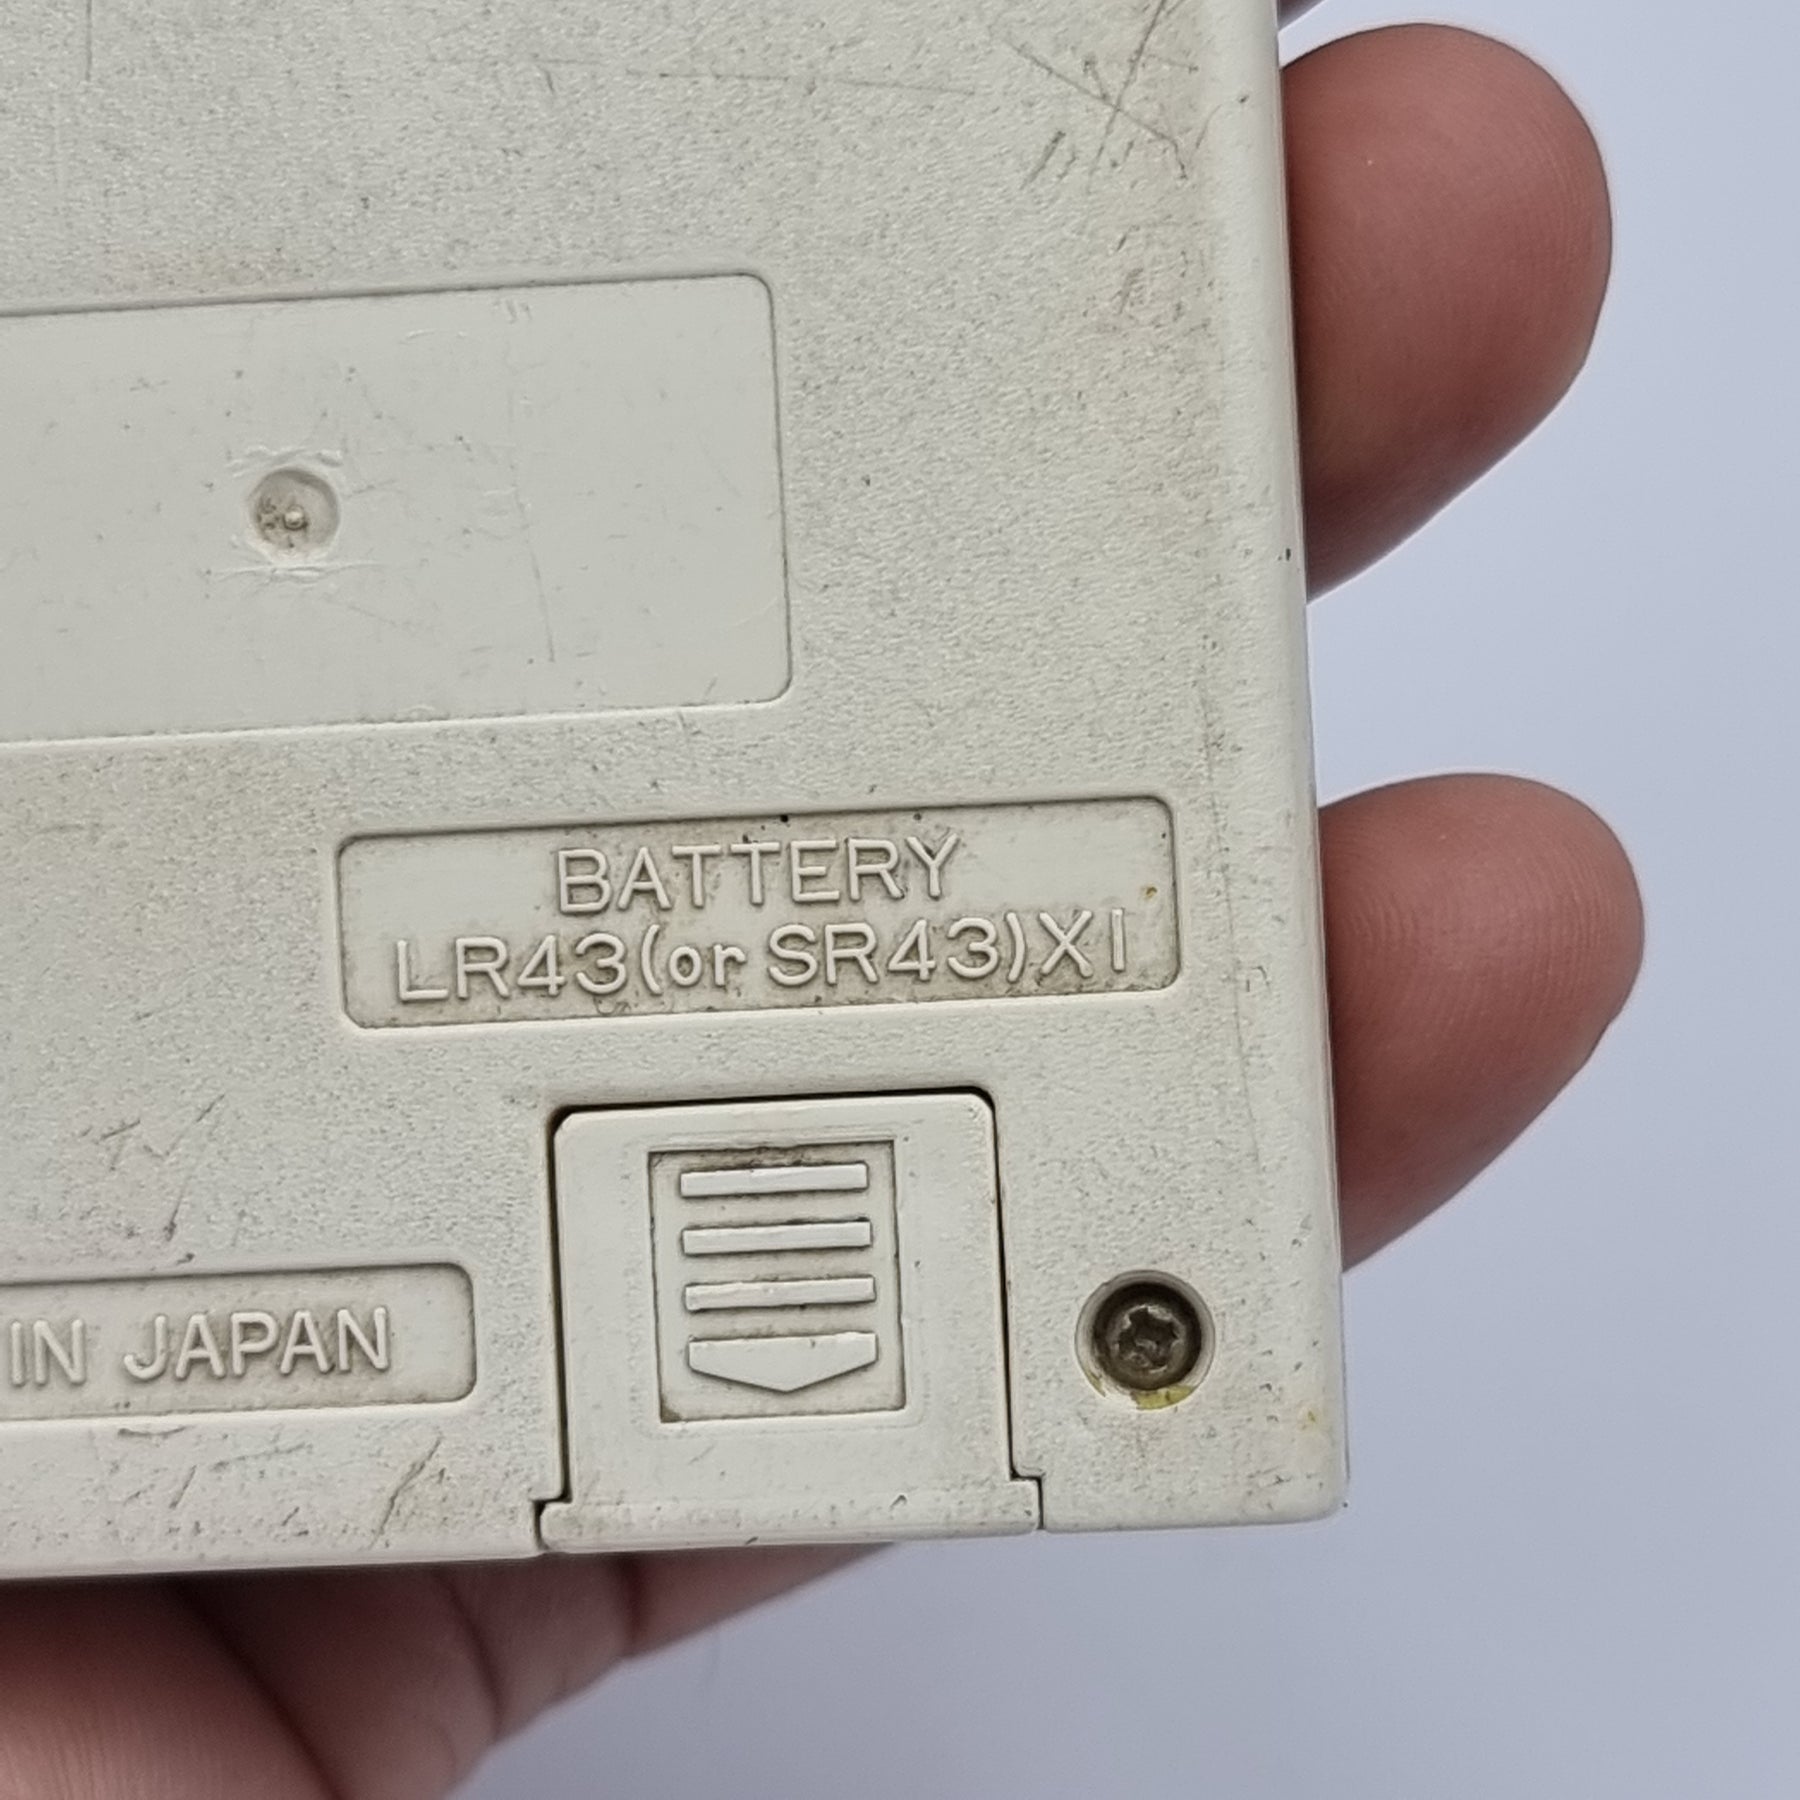 BATTERY
LR43(or SR43)X1
IN JAPAN